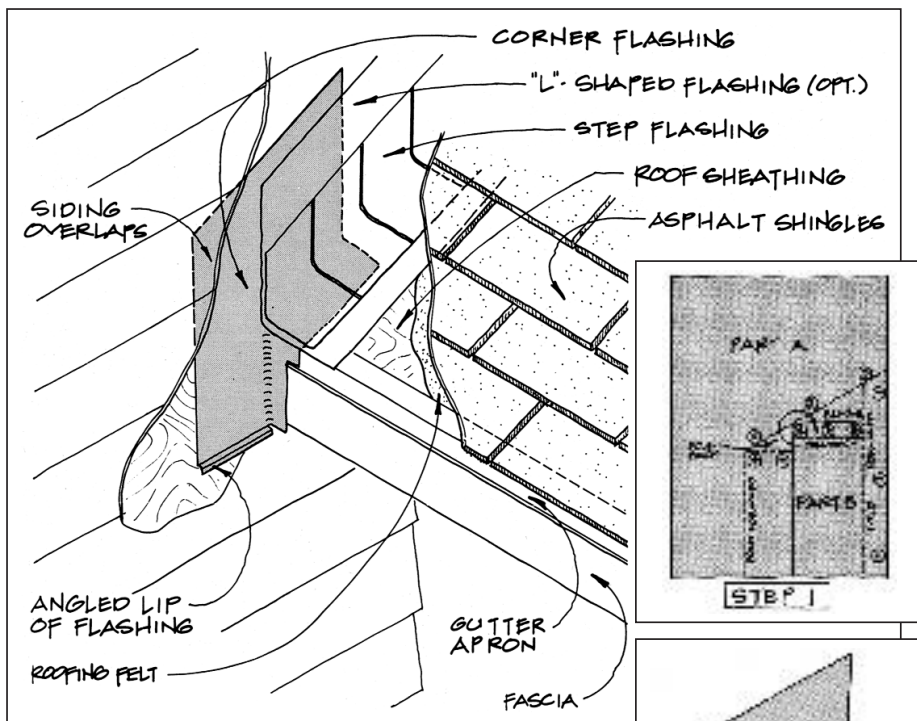 CORNER FLASHING
"L"- SHAPED FLASHING (OPT.)
STEP FLASHING
ROOF SHEATHING
ASPHALT SHINGLES
SIDING
OVERLAPS
PART A
PART B
STEP 1
ANGLED LIP
OF FLASHING
ROOFING FELT
GUTTER
APRON
FASCIA